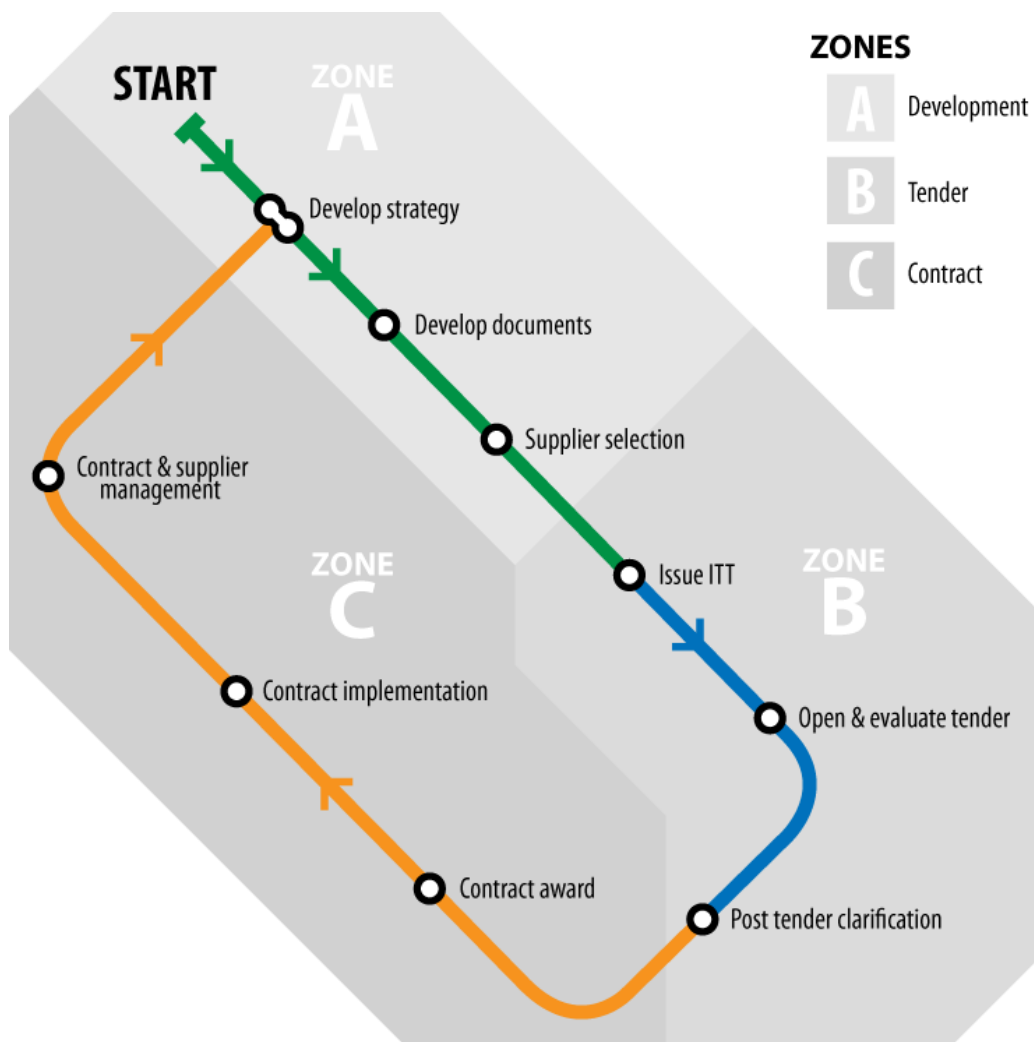 START
ZONE
A
ZONES
A Development
B Tender
C Contract
Develop strategy
Develop documents
Supplier selection
Contract & supplier
management
ZONE
C
Issue ITT
ZONE
B
Contract implementation
Open & evaluate tender
Contract award
Post tender clarification